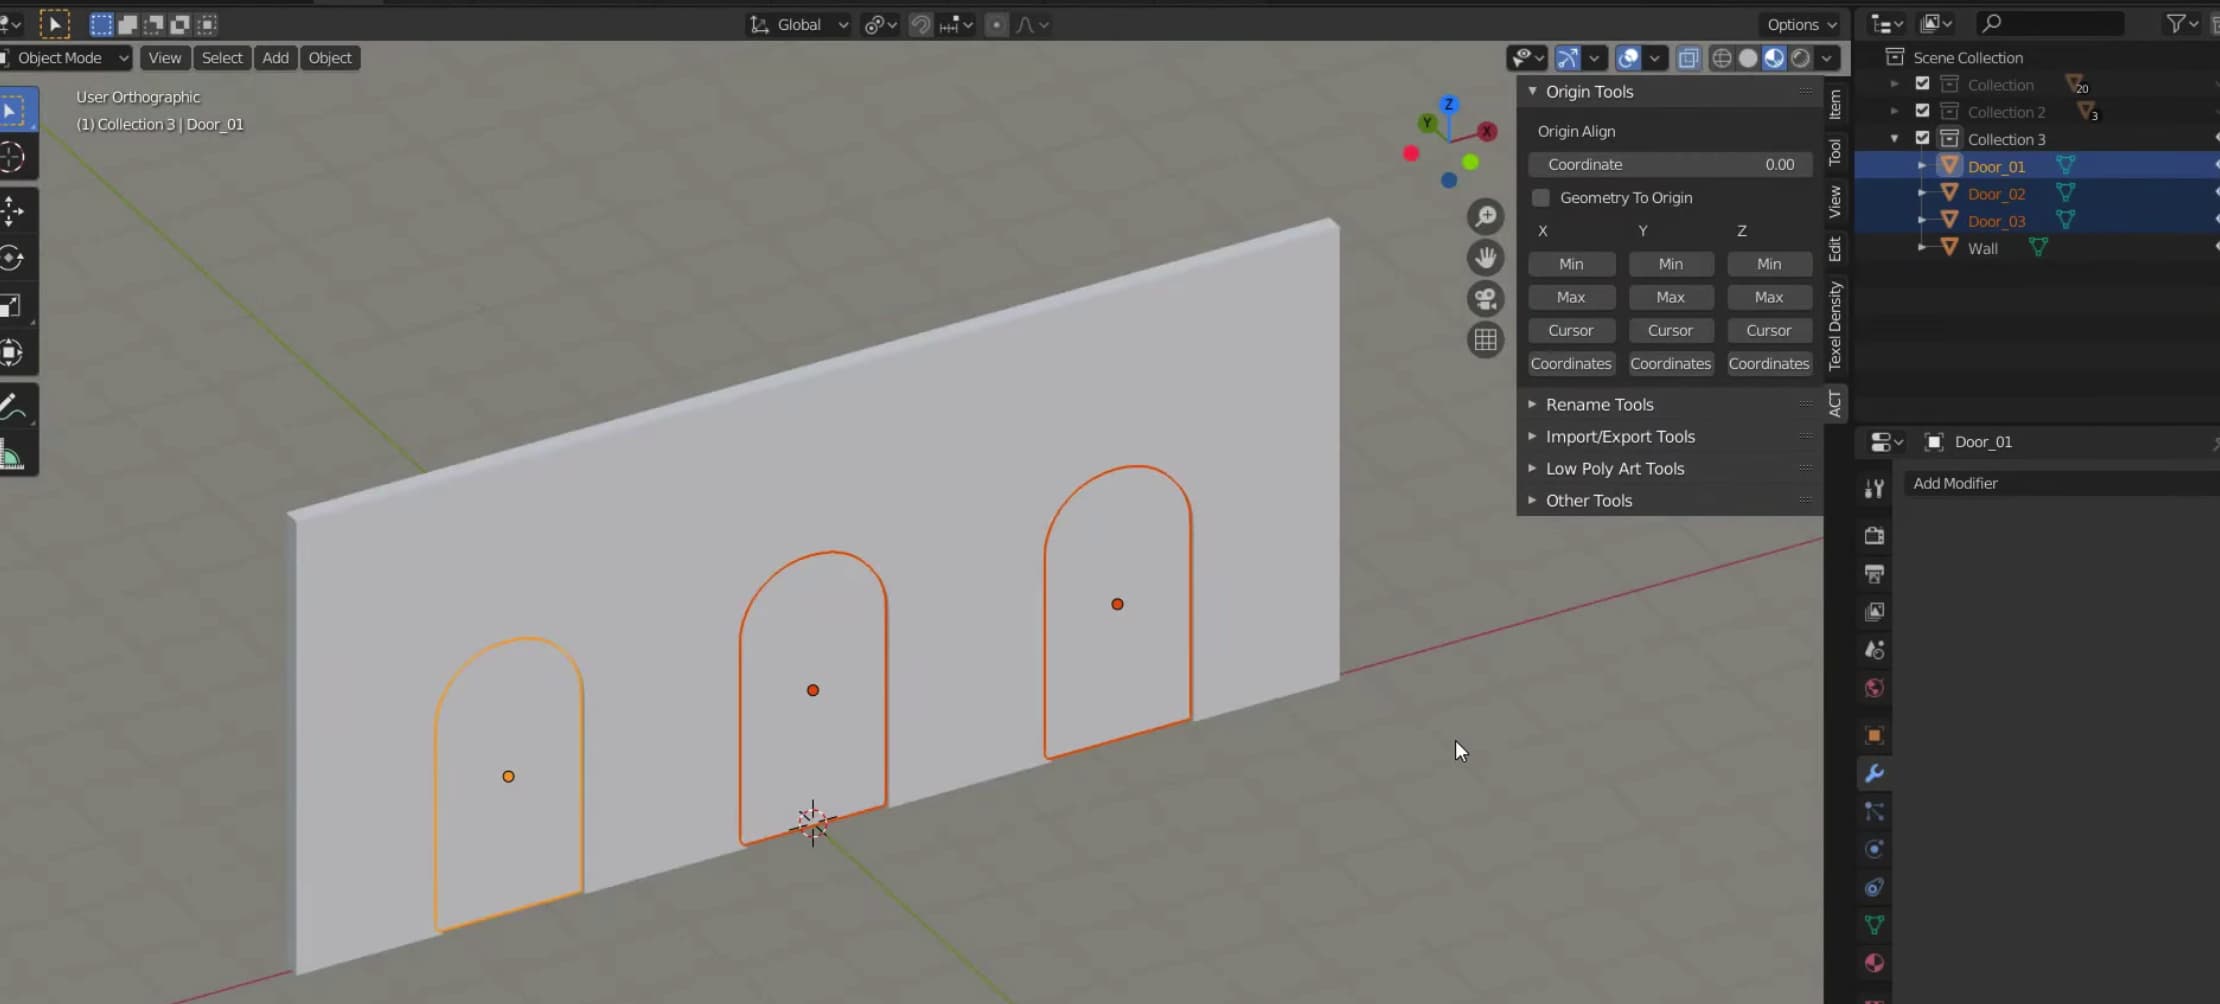 Global
Options
Object Mode
View
Select
Add
Object
User Orthographic
(1) Collection 3 | Door_01
Z
Y
X
Origin Tools
Origin Align
Coordinate 0.00
Geometry To Origin
X Y Z
Min Min Min
Max Max Max
Cursor Cursor Cursor
Coordinates Coordinates Coordinates
Rename Tools
Import/Export Tools
Low Poly Art Tools
Other Tools
Item
Tool
View
Edit
Texel Density
ACT
Scene Collection
Collection 20
Collection 2 3
Collection 3
Door_01
Door_02
Door_03
Wall
Door_01
Add Modifier